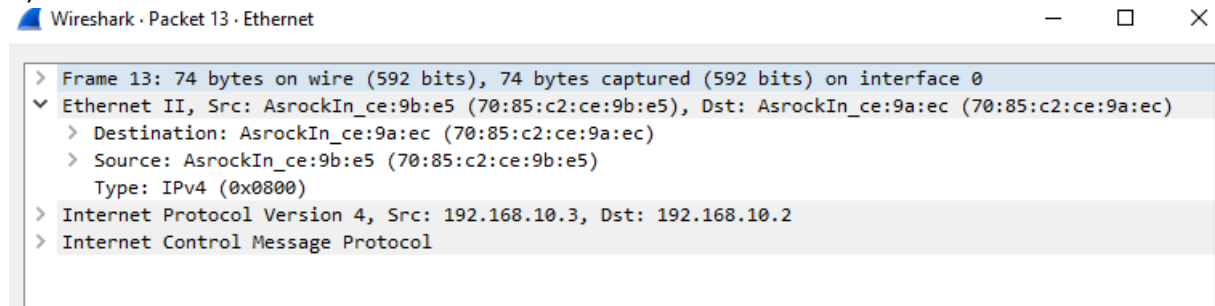 Wireshark · Packet 13 · Ethernet
Frame 13: 74 bytes on wire (592 bits), 74 bytes captured (592 bits) on interface 0
Ethernet II, Src: AsrockIn_ce:9b:e5 (70:85:c2:ce:9b:e5), Dst: AsrockIn_ce:9a:ec (70:85:c2:ce:9a:ec)
Destination: AsrockIn_ce:9a:ec (70:85:c2:ce:9a:ec)
Source: AsrockIn_ce:9b:e5 (70:85:c2:ce:9b:e5)
Type: IPv4 (0x0800)
Internet Protocol Version 4, Src: 192.168.10.3, Dst: 192.168.10.2
Internet Control Message Protocol